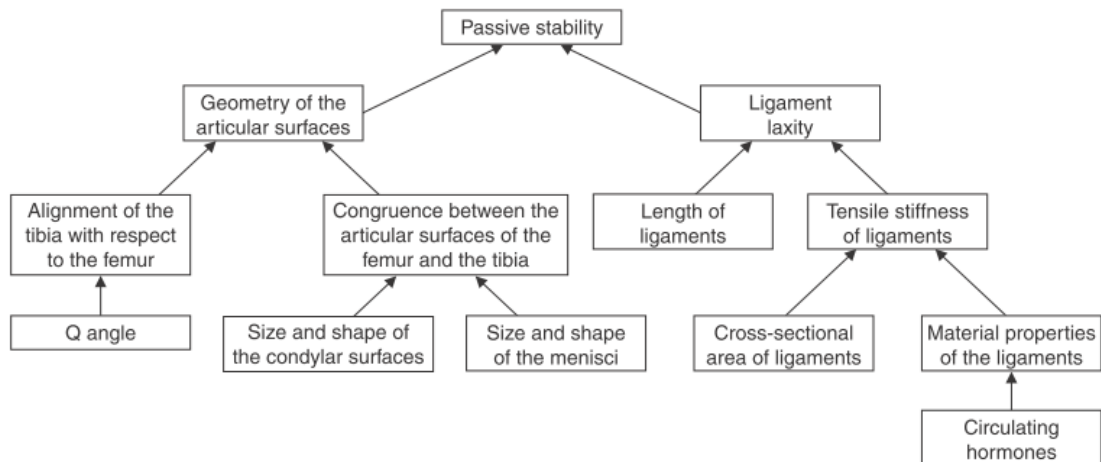 Passive stability
Geometry of the
articular surfaces
Ligament
laxity
Alignment of the
tibia with respect
to the femur
Congruence between the
articular surfaces of the
femur and the tibia
Length of
ligaments
Tensile stiffness
of ligaments
Q angle
Size and shape of
the condylar surfaces
Size and shape
of the menisci
Cross-sectional
area of ligaments
Material properties
of the ligaments
Circulating
hormones